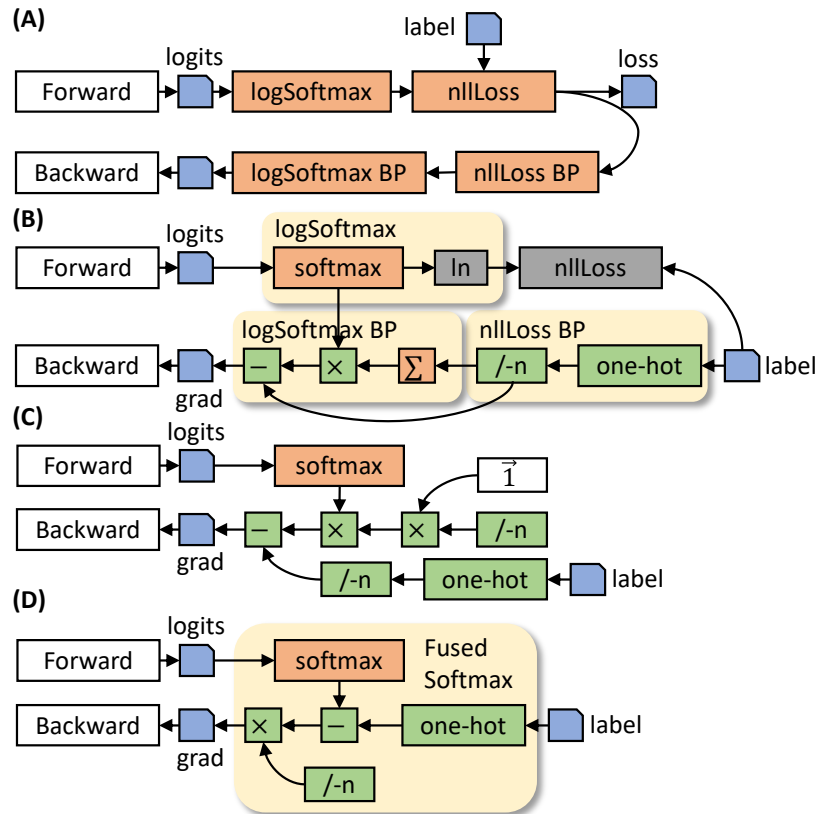 (A)
label
logits
loss
Forward
logSoftmax
nllLoss
Backward
logSoftmax BP
nllLoss BP
(B)
logits
logSoftmax
Forward
softmax
ln
nllLoss
logSoftmax BP
nllLoss BP
Backward
−
×
∑
/-n
one-hot
label
grad
(C)
logits
Forward
softmax
1⃗
Backward
−
×
×
/-n
grad
/-n
one-hot
label
(D)
logits
Fused
Softmax
Forward
softmax
Backward
×
−
one-hot
label
grad
/-n